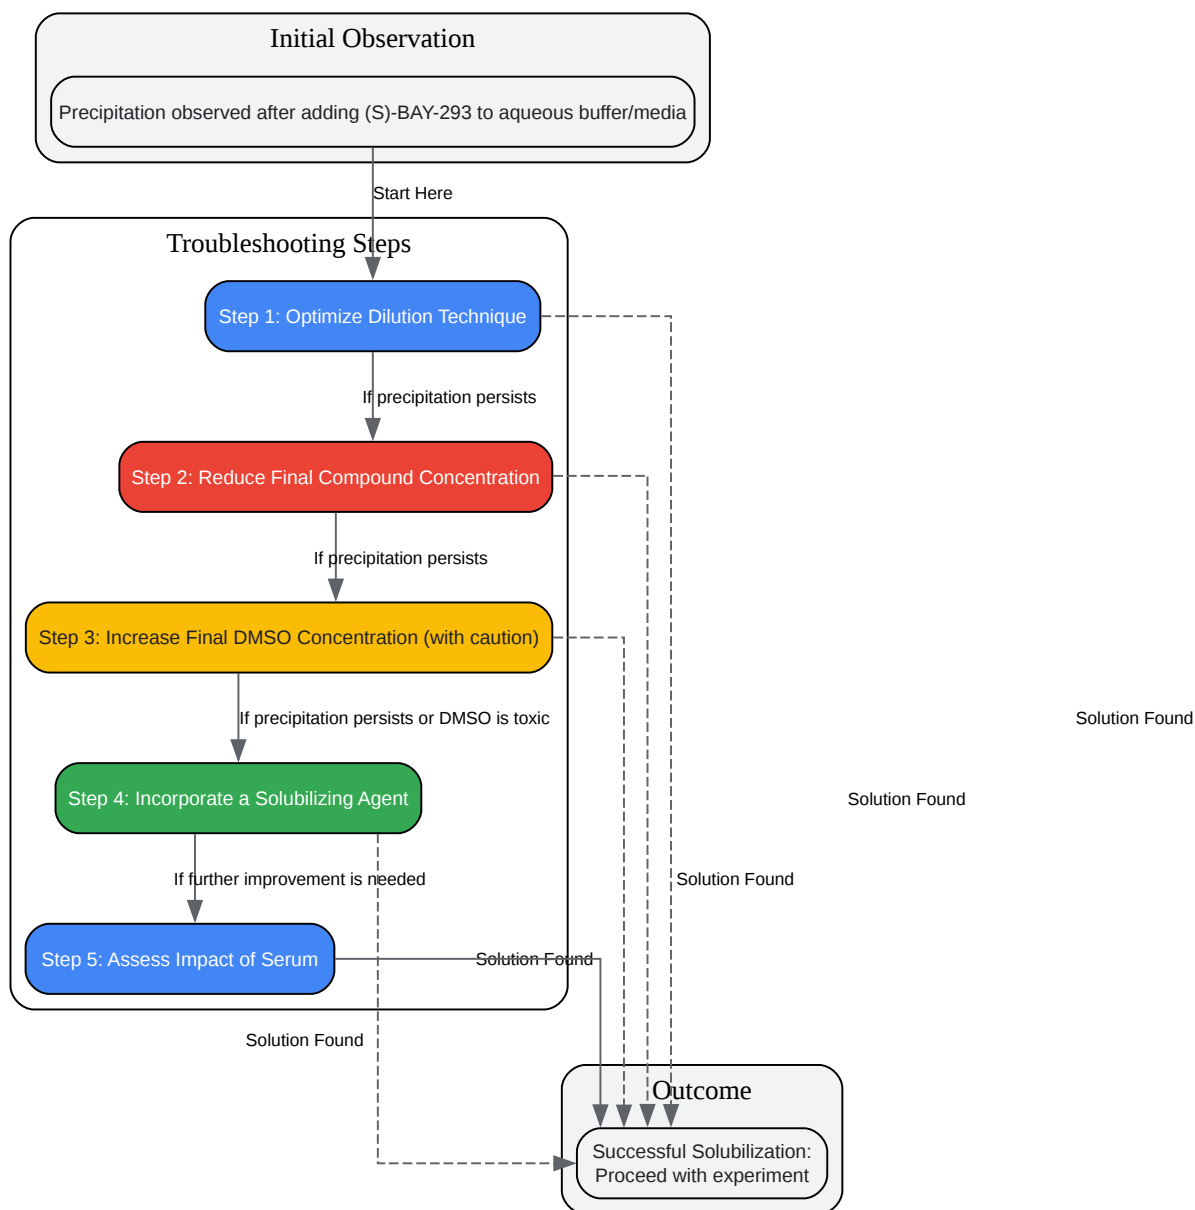 Initial Observation
Precipitation observed after adding (S)-BAY-293 to aqueous buffer/media
Start Here
Troubleshooting Steps
Step 1: Optimize Dilution Technique
If precipitation persists
Step 2: Reduce Final Compound Concentration
If precipitation persists
Step 3: Increase Final DMSO Concentration (with caution)
If precipitation persists or DMSO is toxic
Solution Found
Step 4: Incorporate a Solubilizing Agent
Solution Found
If further improvement is needed
Solution Found
Step 5: Assess Impact of Serum
Solution Found
Solution Found
Outcome
Successful Solubilization:
Proceed with experiment